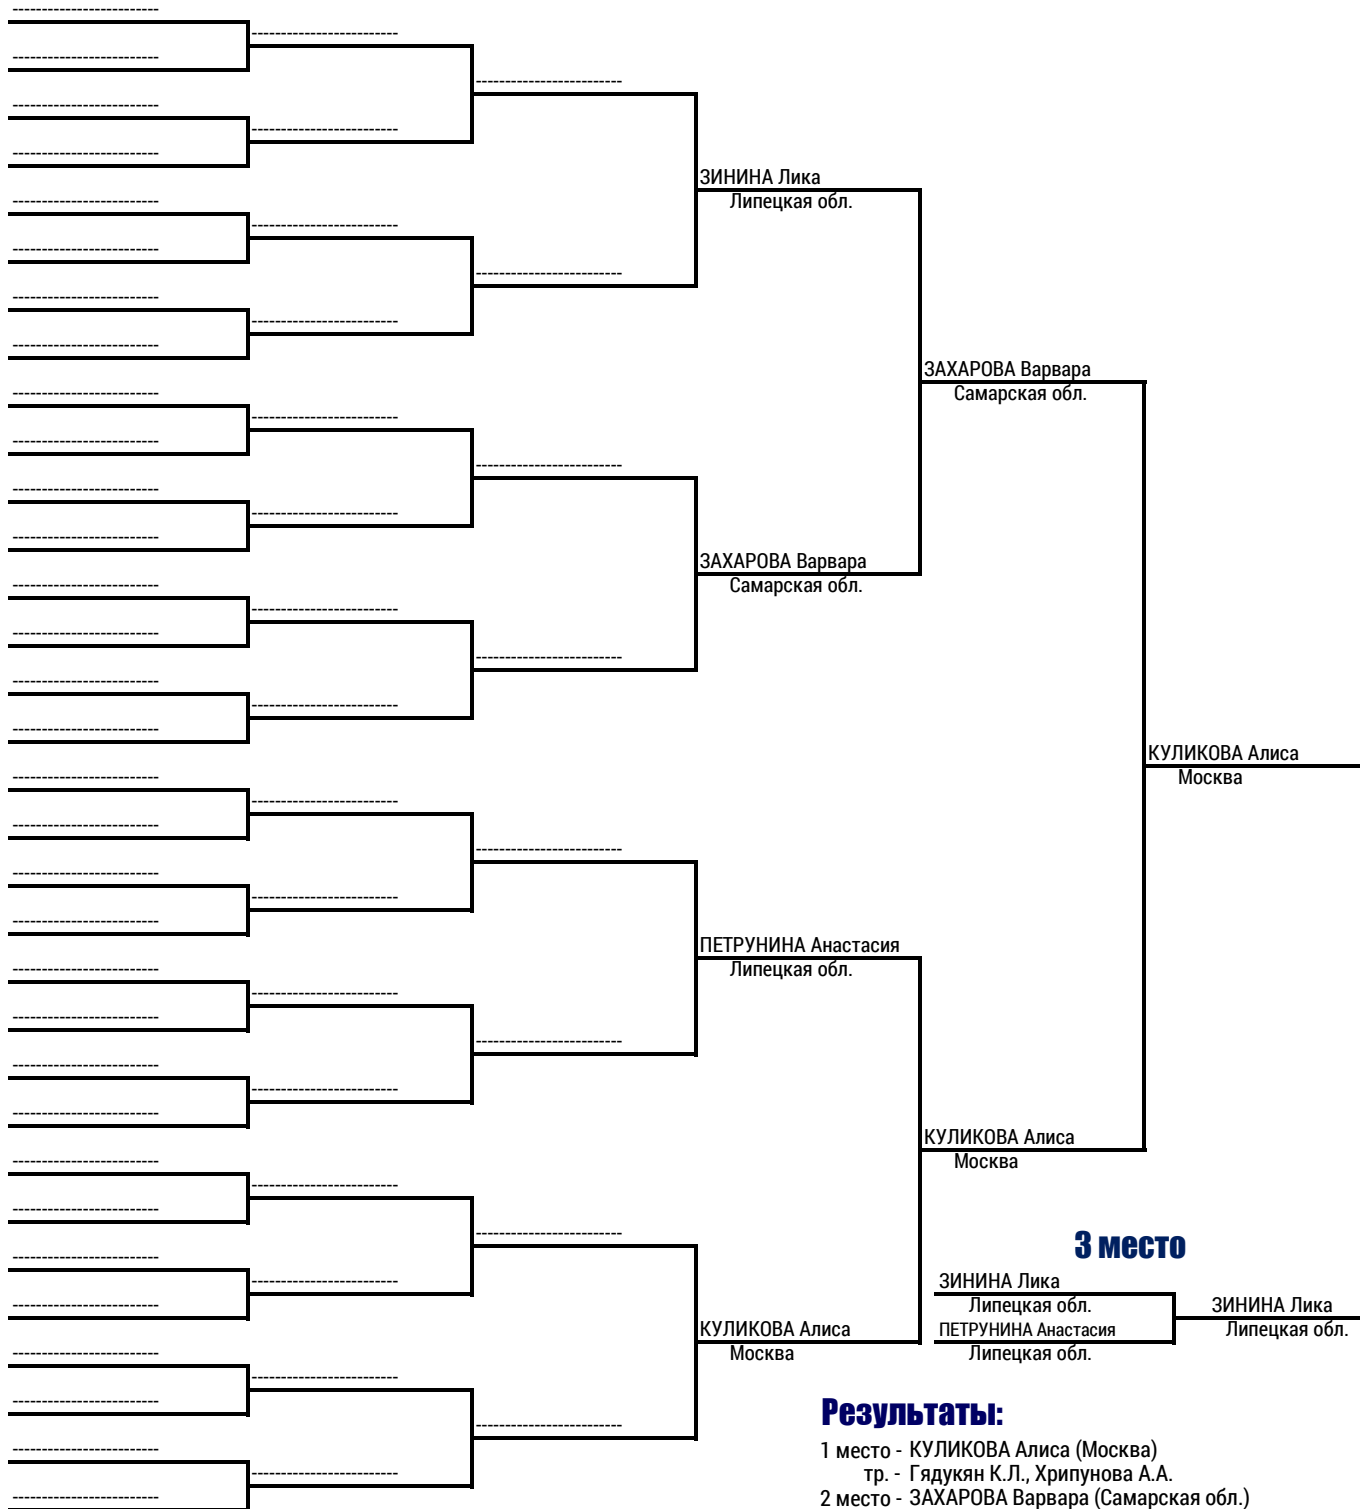 ЗИНИНА Лика
Липецкая обл.
ЗАХАРОВА Варвара
Самарская обл.
ЗАХАРОВА Варвара
Самарская обл.
КУЛИКОВА Алиса
Москва
ПЕТРУНИНА Анастасия
Липецкая обл.
КУЛИКОВА Алиса
Москва
КУЛИКОВА Алиса
Москва
3 место
ЗИНИНА Лика
Липецкая обл.
ПЕТРУНИНА Анастасия
Липецкая обл.
ЗИНИНА Лика
Липецкая обл.
Результаты:
1 место - КУЛИКОВА Алиса (Москва)
тр. - Гядукян К.Л., Хрипунова А.А.
2 место - ЗАХАРОВА Варвара (Самарская обл.)